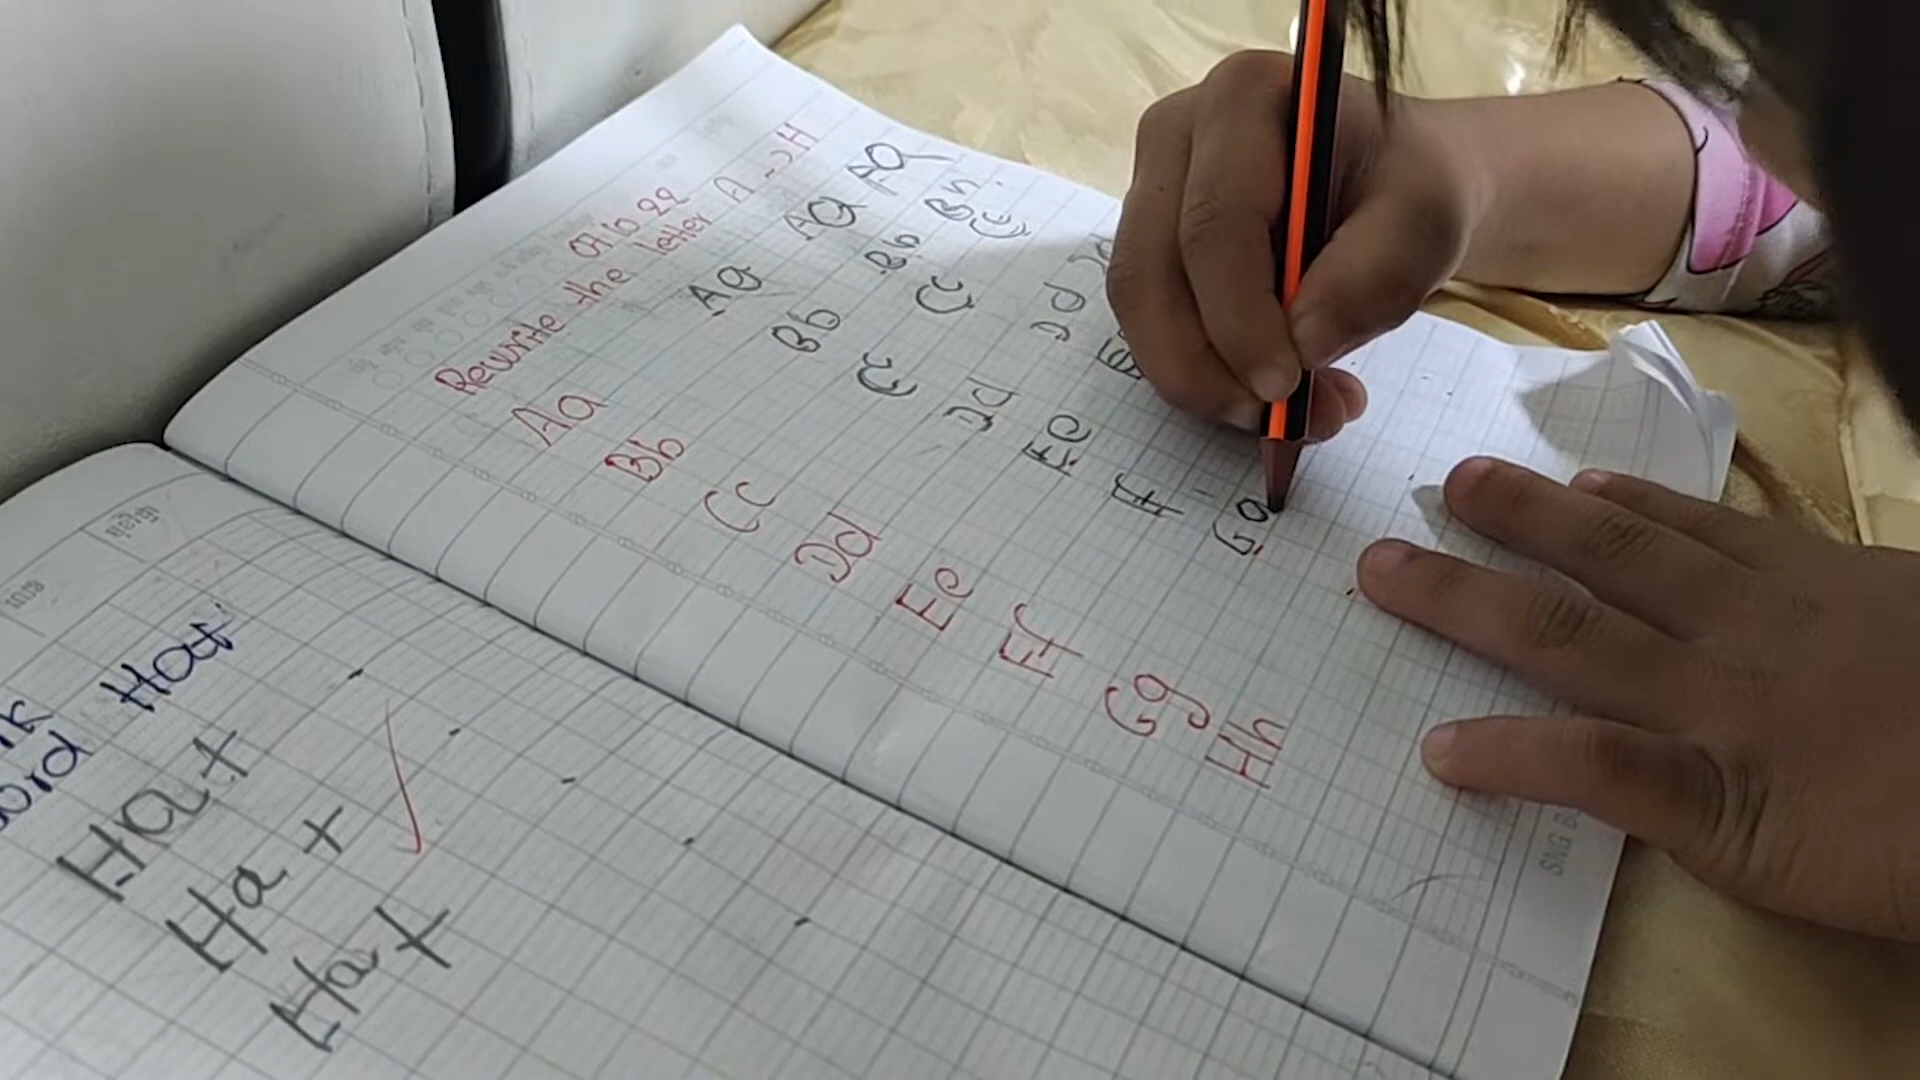 Rewrite the letter A → H
Aa Aa Aa Aa
Bb Bb Bb
Cc Cc Cc Cc
Dd Dd Dd
Ee Ee
Ff Ff
Gg
Hh
Hat
Hat
Hat
Hat